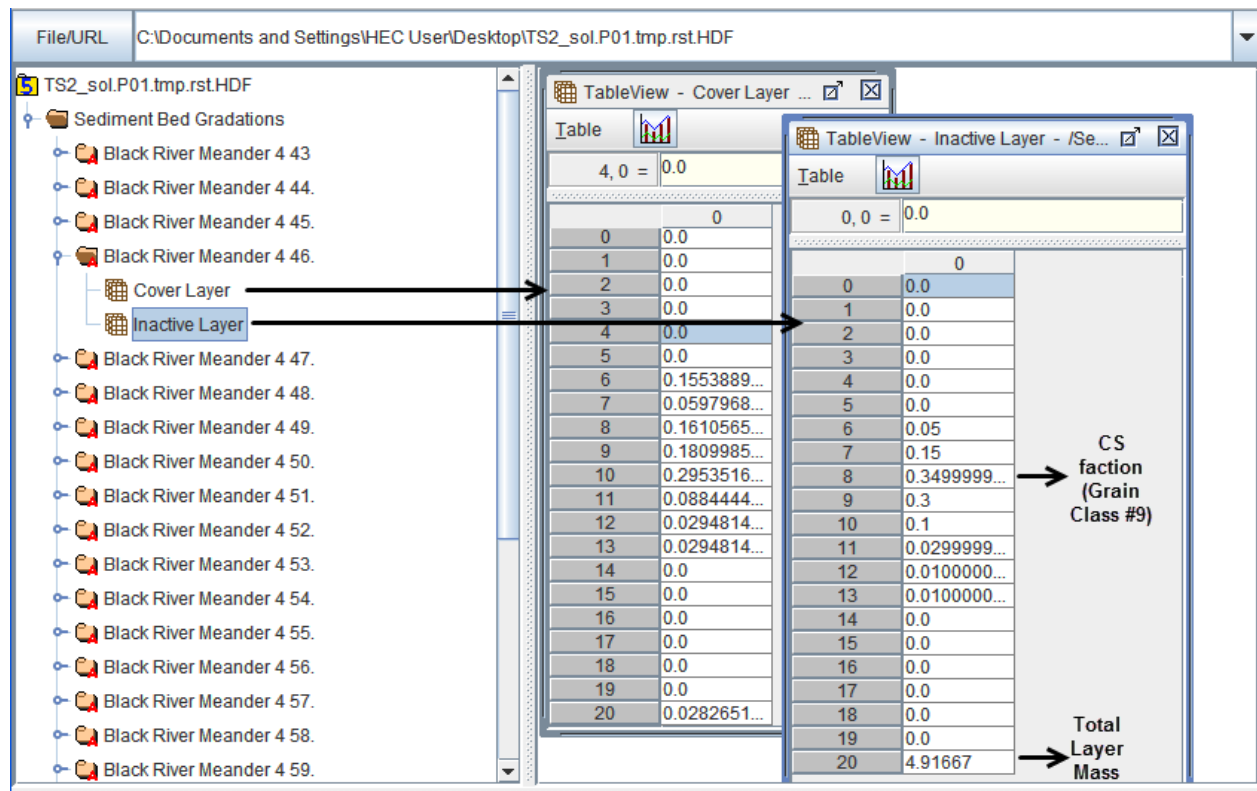 File/URL C:\Documents and Settings\HEC User\Desktop\TS2_sol.P01.tmp.rst.HDF
TS2_sol.P01.tmp.rst.HDF
Sediment Bed Gradations
Black River Meander 4 43
Black River Meander 4 44.
Black River Meander 4 45.
Black River Meander 4 46.
Cover Layer
Inactive Layer
Black River Meander 4 47.
Black River Meander 4 48.
Black River Meander 4 49.
Black River Meander 4 50.
Black River Meander 4 51.
Black River Meander 4 52.
Black River Meander 4 53.
Black River Meander 4 54.
Black River Meander 4 55.
Black River Meander 4 56.
Black River Meander 4 57.
Black River Meander 4 58.
Black River Meander 4 59.
TableView - Cover Layer ...
Table
4, 0 = 0.0
0
0 0.0
1 0.0
2 0.0
3 0.0
4 0.0
5 0.0
6 0.1553889...
7 0.0597968...
8 0.1610565...
9 0.1809985...
10 0.2953516...
11 0.0884444...
12 0.0294814...
13 0.0294814...
14 0.0
15 0.0
16 0.0
17 0.0
18 0.0
19 0.0
20 0.0282651...
TableView - Inactive Layer - /Se...
Table
0, 0 = 0.0
0
0 0.0
1 0.0
2 0.0
3 0.0
4 0.0
5 0.0
6 0.05
7 0.15
8 0.3499999...
9 0.3
10 0.1
11 0.0299999...
12 0.0100000...
13 0.0100000...
14 0.0
15 0.0
16 0.0
17 0.0
18 0.0
19 0.0
20 4.91667
CS
faction
(Grain
Class #9)
Total
Layer
Mass